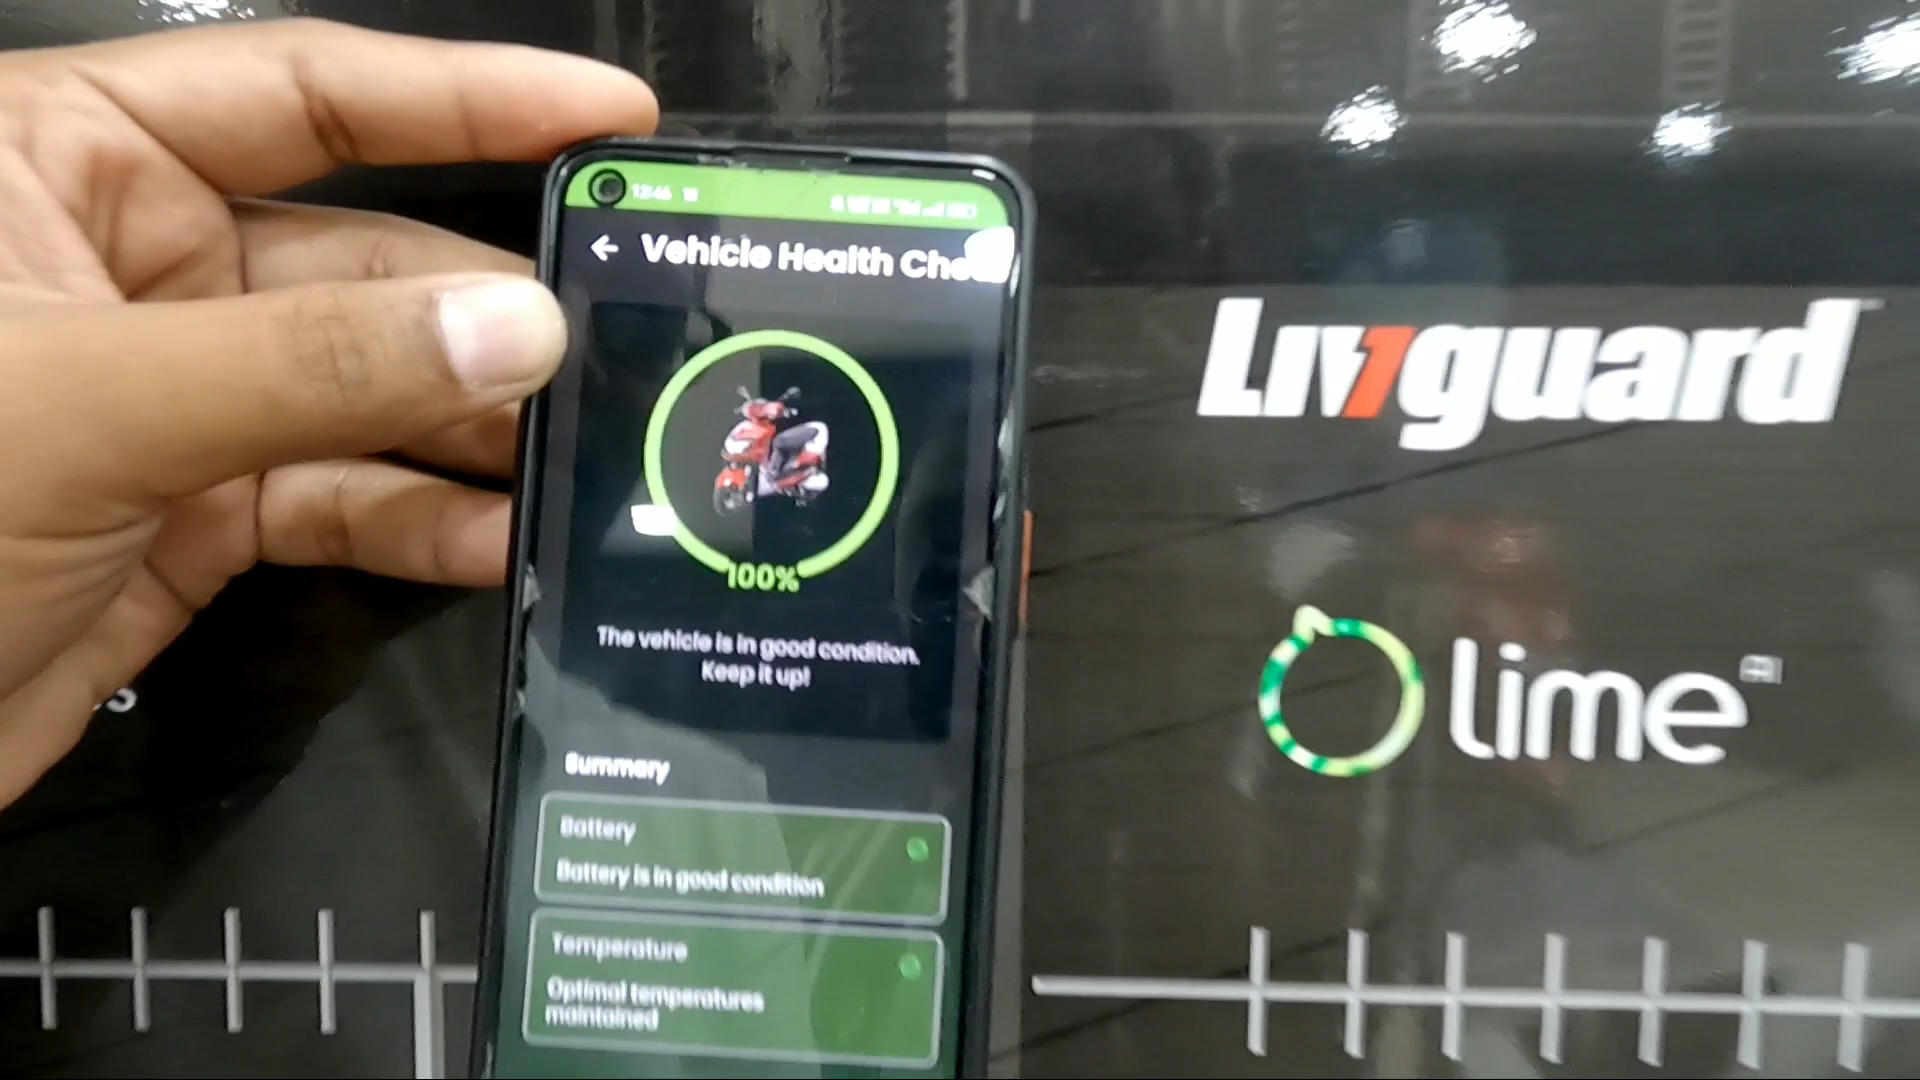 12:46
Vehicle Health Check
100%
The vehicle is in good condition.
Keep it up!
Summary
Battery
Battery is in good condition
Temperature
Optimal temperatures
maintained
Livguard
lime